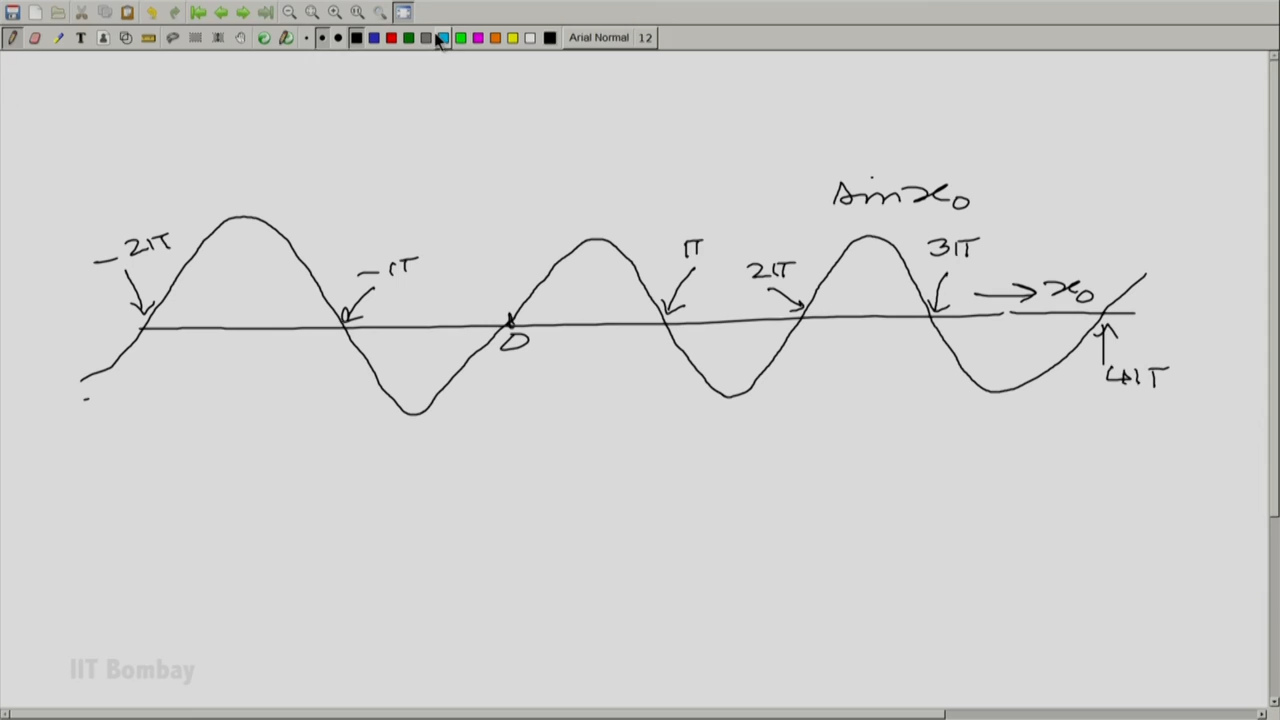 Arial Normal 12
sin x₀
-2π
-π
0
π
2π
3π
→ x₀
4π
IIT Bombay